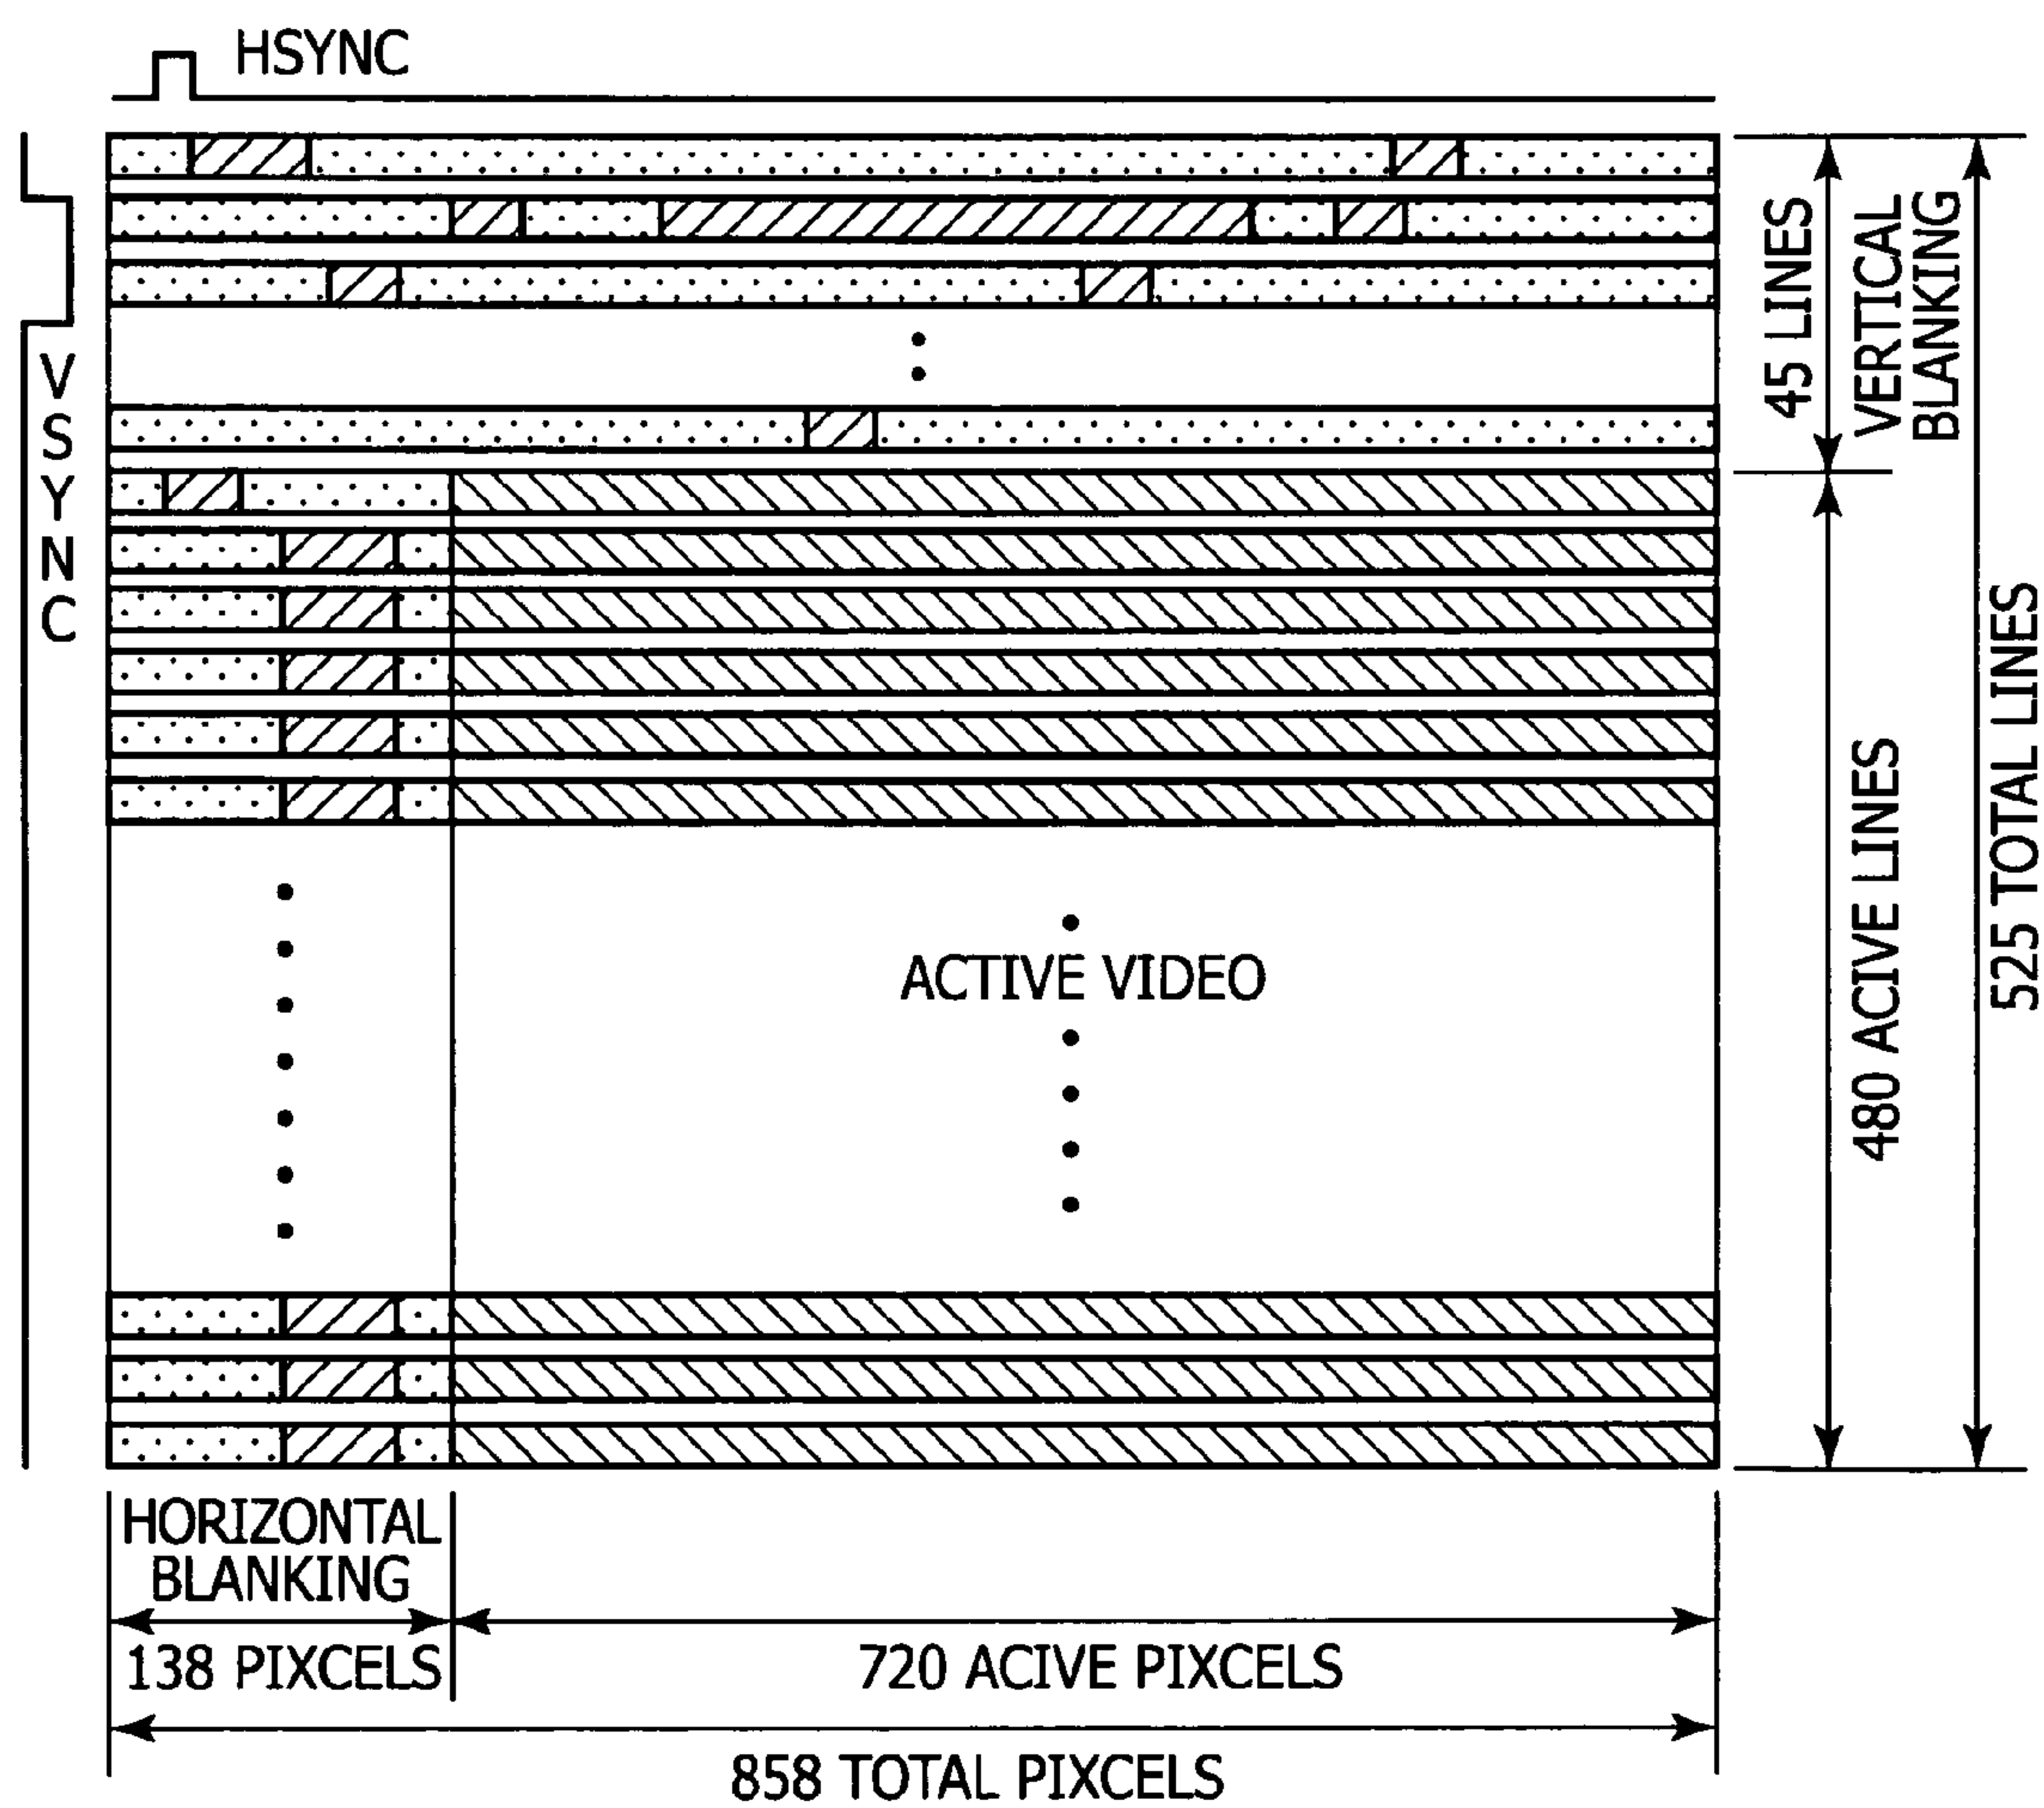 HSYNC
VSYNC
45 LINES
VERTICAL
BLANKING
480 ACTIVE LINES
525 TOTAL LINES
ACTIVE VIDEO
HORIZONTAL
BLANKING
138 PIXCELS
720 ACIVE PIXCELS
858 TOTAL PIXCELS